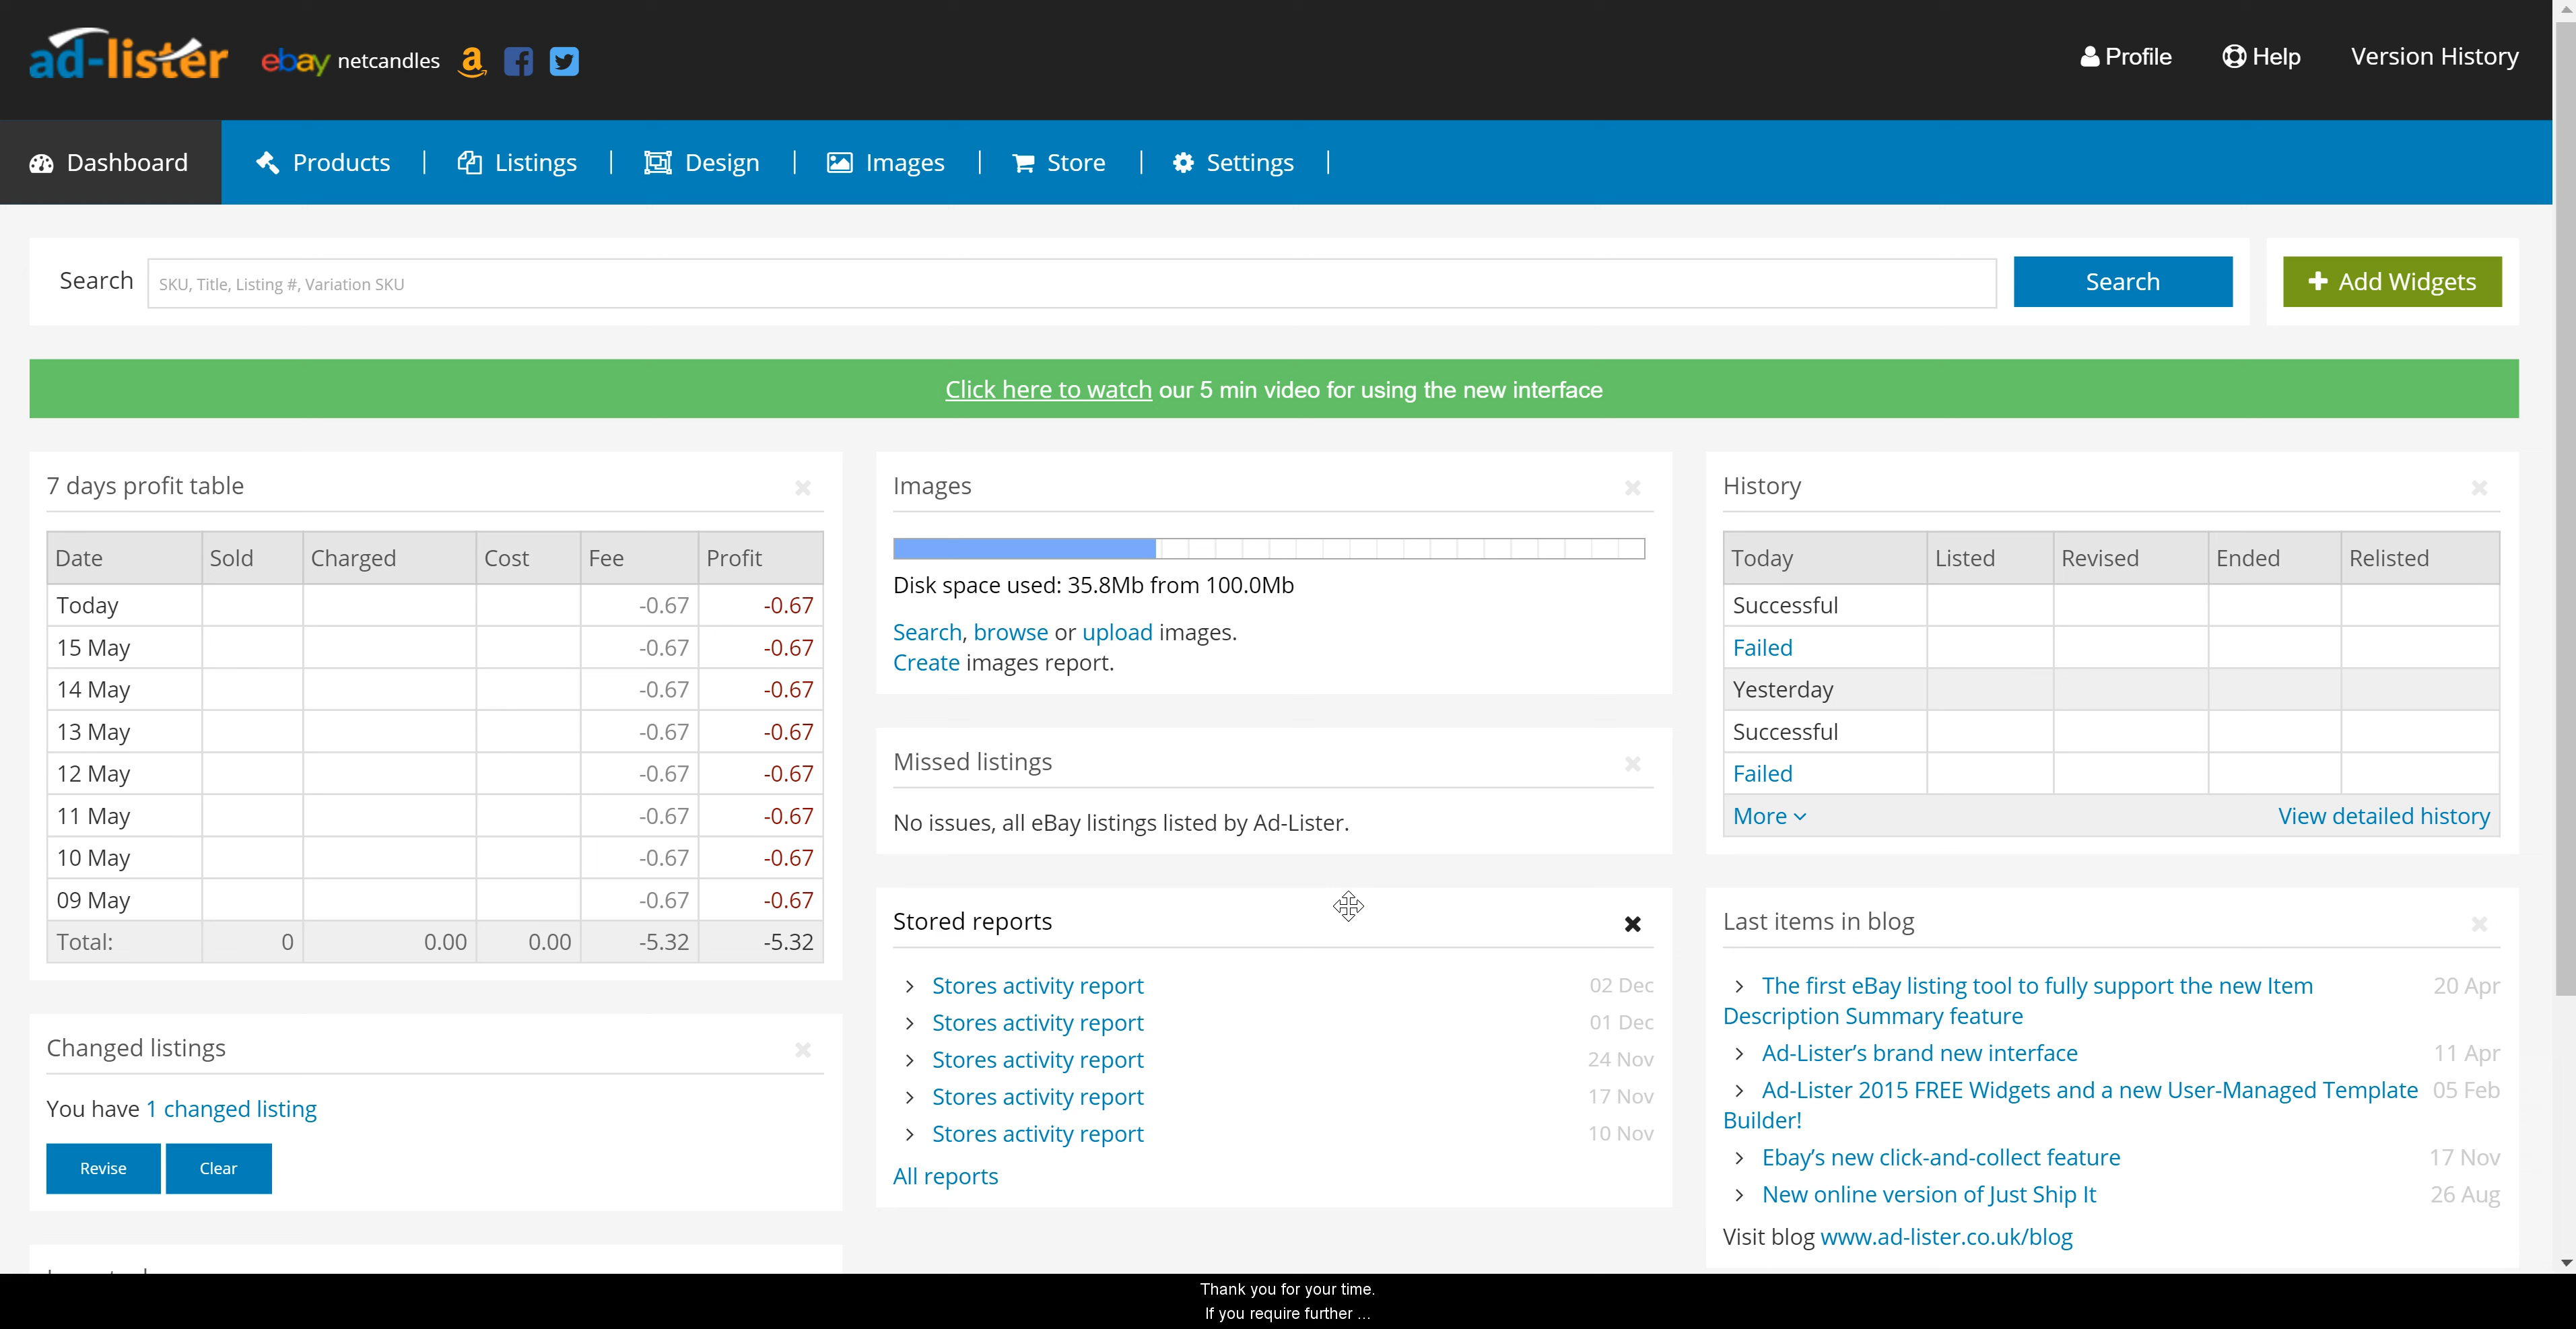 ad-lister ebay netcandles Profile Help Version History
Dashboard Products Listings Design Images Store Settings
Search SKU, Title, Listing #, Variation SKU Search Add Widgets
Click here to watch our 5 min video for using the new interface
7 days profit table
Date Sold Charged Cost Fee Profit
Today -0.67 -0.67
15 May -0.67 -0.67
14 May -0.67 -0.67
13 May -0.67 -0.67
12 May -0.67 -0.67
11 May -0.67 -0.67
10 May -0.67 -0.67
09 May -0.67 -0.67
Total: 0 0.00 0.00 -5.32 -5.32
Changed listings
You have 1 changed listing
Revise Clear
Images
Disk space used: 35.8Mb from 100.0Mb
Search, browse or upload images.
Create images report.
Missed listings
No issues, all eBay listings listed by Ad-Lister.
Stored reports
Stores activity report 02 Dec
Stores activity report 01 Dec
Stores activity report 24 Nov
Stores activity report 17 Nov
Stores activity report 10 Nov
All reports
History
Today Listed Revised Ended Relisted
Successful
Failed
Yesterday
Successful
Failed
More View detailed history
Last items in blog
The first eBay listing tool to fully support the new Item 20 Apr
Description Summary feature
Ad-Lister's brand new interface 11 Apr
Ad-Lister 2015 FREE Widgets and a new User-Managed Template 05 Feb
Builder!
Ebay's new click-and-collect feature 17 Nov
New online version of Just Ship It 26 Aug
Visit blog www.ad-lister.co.uk/blog
Thank you for your time.
If you require further ...